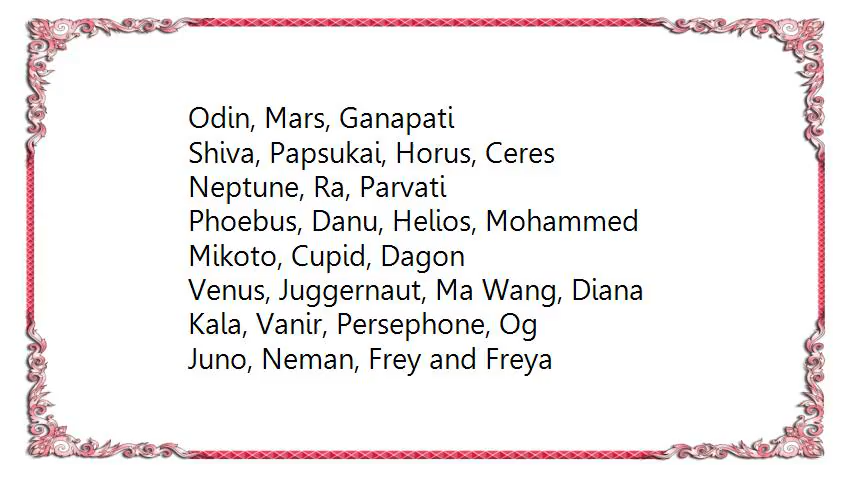 Odin, Mars, Ganapati
Shiva, Papsukai, Horus, Ceres
Neptune, Ra, Parvati
Phoebus, Danu, Helios, Mohammed
Mikoto, Cupid, Dagon
Venus, Juggernaut, Ma Wang, Diana
Kala, Vanir, Persephone, Og
Juno, Neman, Frey and Freya